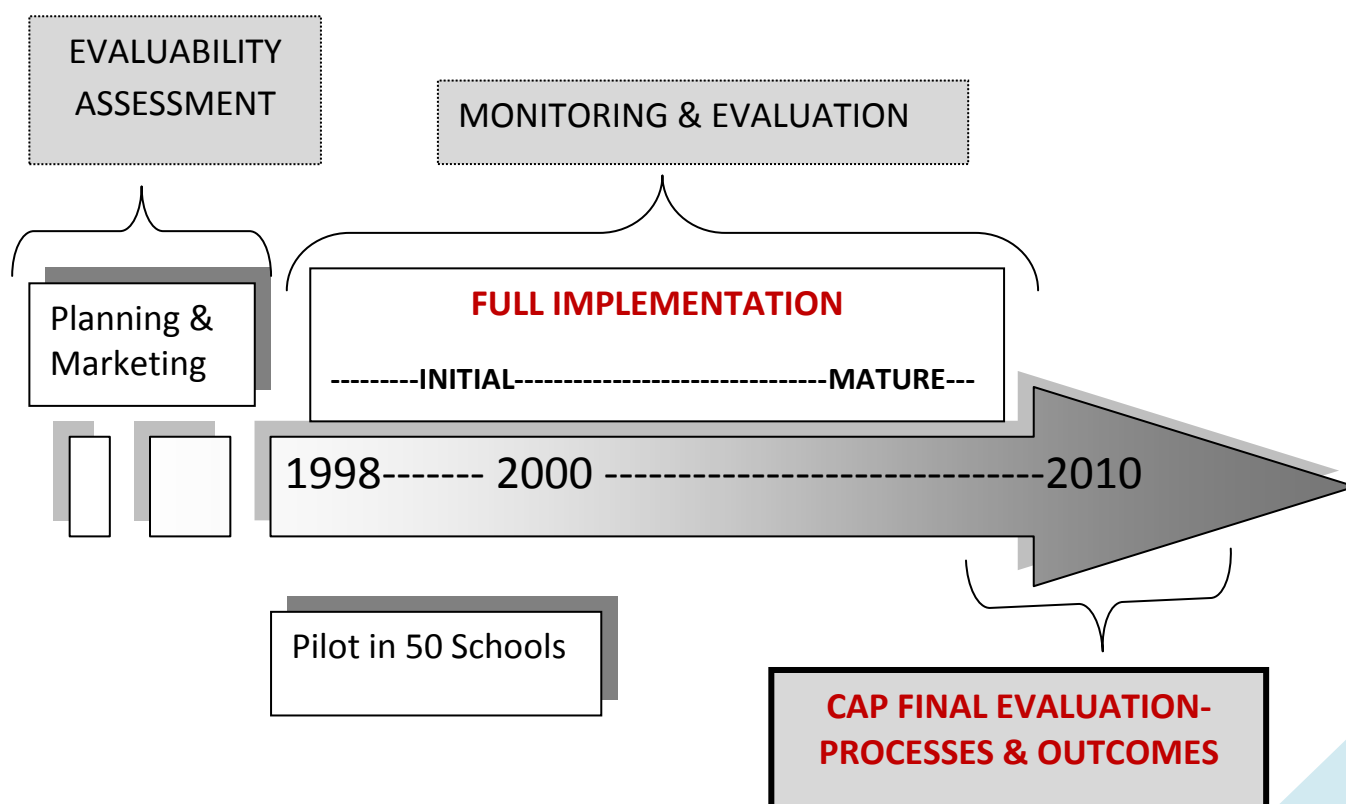 EVALUABILITY
ASSESSMENT
MONITORING & EVALUATION
Planning &
Marketing
FULL IMPLEMENTATION
---------INITIAL--------------------------------MATURE---
1998------- 2000 ------------------------------2010
Pilot in 50 Schools
CAP FINAL EVALUATION-
PROCESSES & OUTCOMES